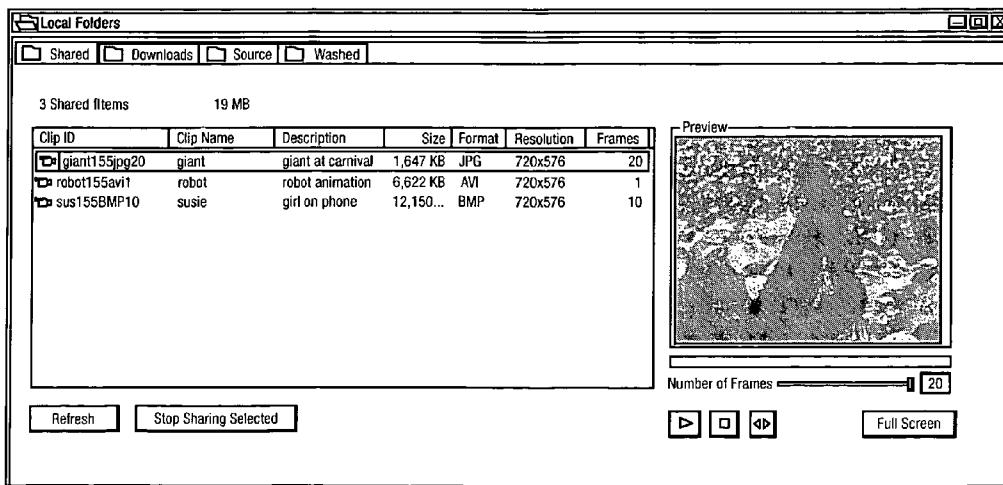 Local Folders
Shared Downloads Source Washed
3 Shared fItems 19 MB
Clip ID Clip Name Description Size Format Resolution Frames
giant155jpg20 giant giant at carnival 1,647 KB JPG 720x576 20
robot155avi1 robot robot animation 6,622 KB AVI 720x576 1
sus155BMP10 susie girl on phone 12,150... BMP 720x576 10
Preview
Number of Frames 20
Refresh Stop Sharing Selected Full Screen